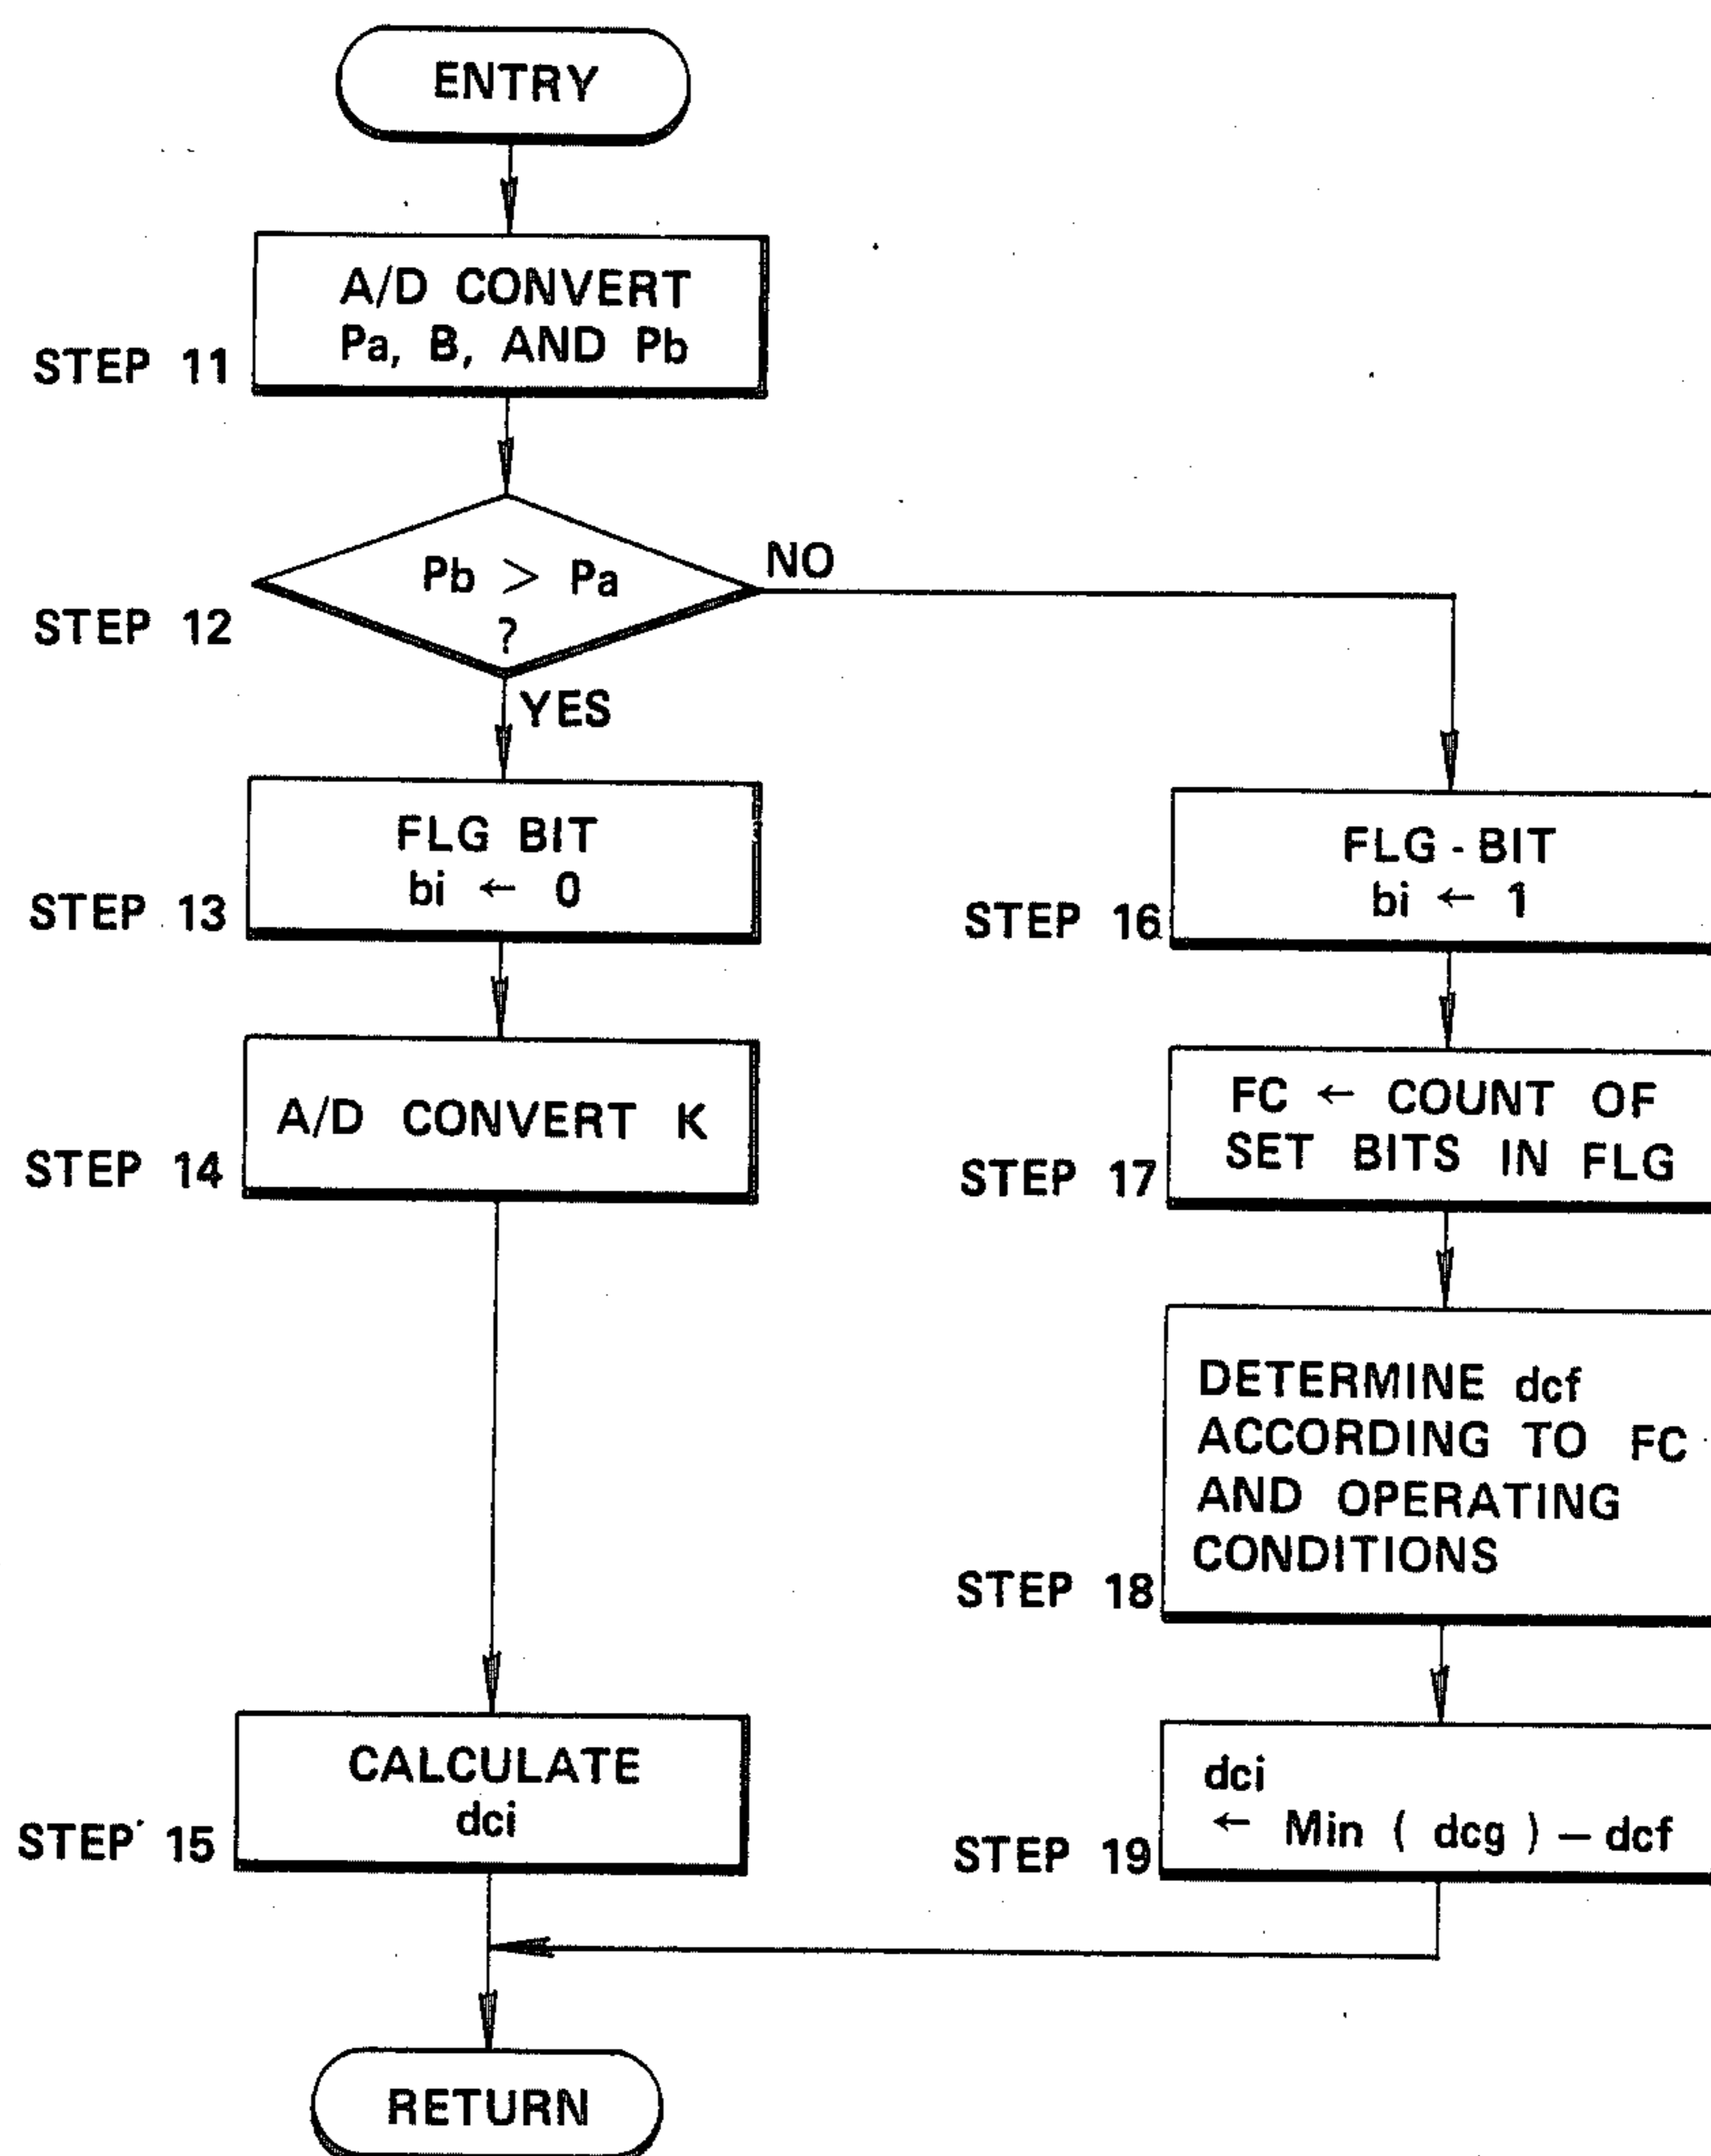 ENTRY
A/D CONVERT
Pa, B, AND Pb
STEP 11
Pb > Pa
?
NO
STEP 12
YES
FLG BIT
bi ← 0
STEP 13
A/D CONVERT K
STEP 14
CALCULATE
dci
STEP 15
FLG - BIT
bi ← 1
STEP 16
FC ← COUNT OF
SET BITS IN FLG
STEP 17
DETERMINE dcf
ACCORDING TO FC
AND OPERATING
CONDITIONS
STEP 18
dci
← Min ( dcg ) – dcf
STEP 19
RETURN